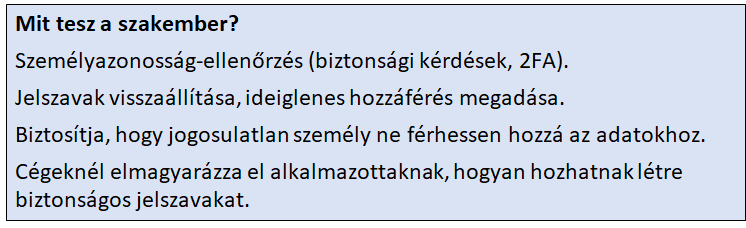 Mit tesz a szakember?
Személyazonosság-ellenőrzés (biztonsági kérdések, 2FA).
Jelszavak visszaállítása, ideiglenes hozzáférés megadása.
Biztosítja, hogy jogosulatlan személy ne férhessen hozzá az adatokhoz.
Cégeknél elmagyarázza el alkalmazottaknak, hogyan hozhatnak létre
biztonságos jelszavakat.